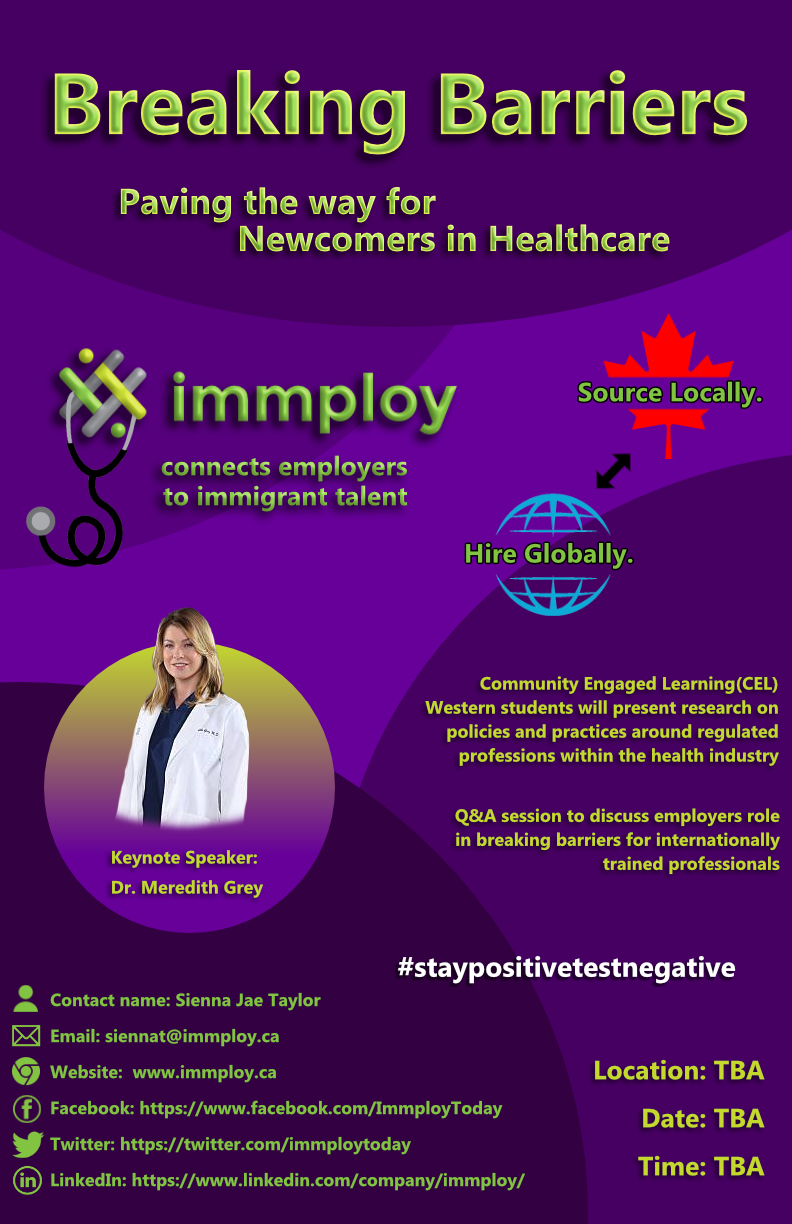 Breaking Barriers
Paving the way for
Newcomers in Healthcare
immploy
connects employers
to immigrant talent
Source Locally.
Hire Globally.
Community Engaged Learning(CEL)
Western students will present research on
policies and practices around regulated
professions within the health industry
Q&A session to discuss employers role
in breaking barriers for internationally
trained professionals
Keynote Speaker:
Dr. Meredith Grey
#staypositivetestnegative
Contact name: Sienna Jae Taylor
Email: siennat@immploy.ca
Website: www.immploy.ca
Facebook: https://www.facebook.com/ImmployToday
Twitter: https://twitter.com/immploytoday
LinkedIn: https://www.linkedin.com/company/immploy/
Location: TBA
Date: TBA
Time: TBA